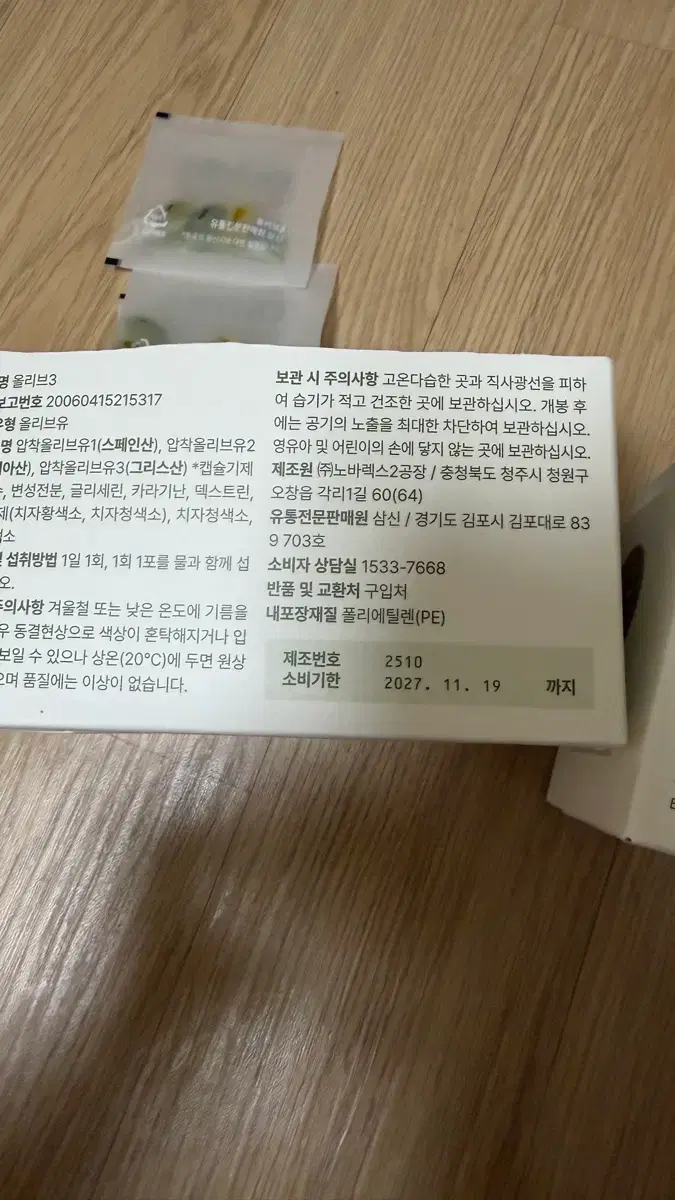 유통전문판매원 삼신
명 올리브3
보고번호 20060415215317
유형 올리브유
명 압착올리브유1(스페인산), 압착올리브유2
아산), 압착올리브유3(그리스산) *캡슐기제
변성전분, 글리세린, 카라기난, 덱스트린,
제(치자황색소, 치자청색소), 치자청색소,
색소
및 섭취방법 1일 1회, 1회 1포를 물과 함께 섭
오.
주의사항 겨울철 또는 낮은 온도에 기름을
우 동결현상으로 색상이 혼탁해지거나 입
보일 수 있으나 상온(20℃)에 두면 원상
으며 품질에는 이상이 없습니다.
보관 시 주의사항 고온다습한 곳과 직사광선을 피하
여 습기가 적고 건조한 곳에 보관하십시오. 개봉 후
에는 공기의 노출을 최대한 차단하여 보관하십시오.
영유아 및 어린이의 손에 닿지 않는 곳에 보관하십시오.
제조원 ㈜노바렉스2공장 / 충청북도 청주시 청원구
오창읍 각리1길 60(64)
유통전문판매원 삼신 / 경기도 김포시 김포대로 83
9 703호
소비자 상담실 1533-7668
반품 및 교환처 구입처
내포장재질 폴리에틸렌(PE)
제조번호 2510
소비기한 2027. 11. 19 까지